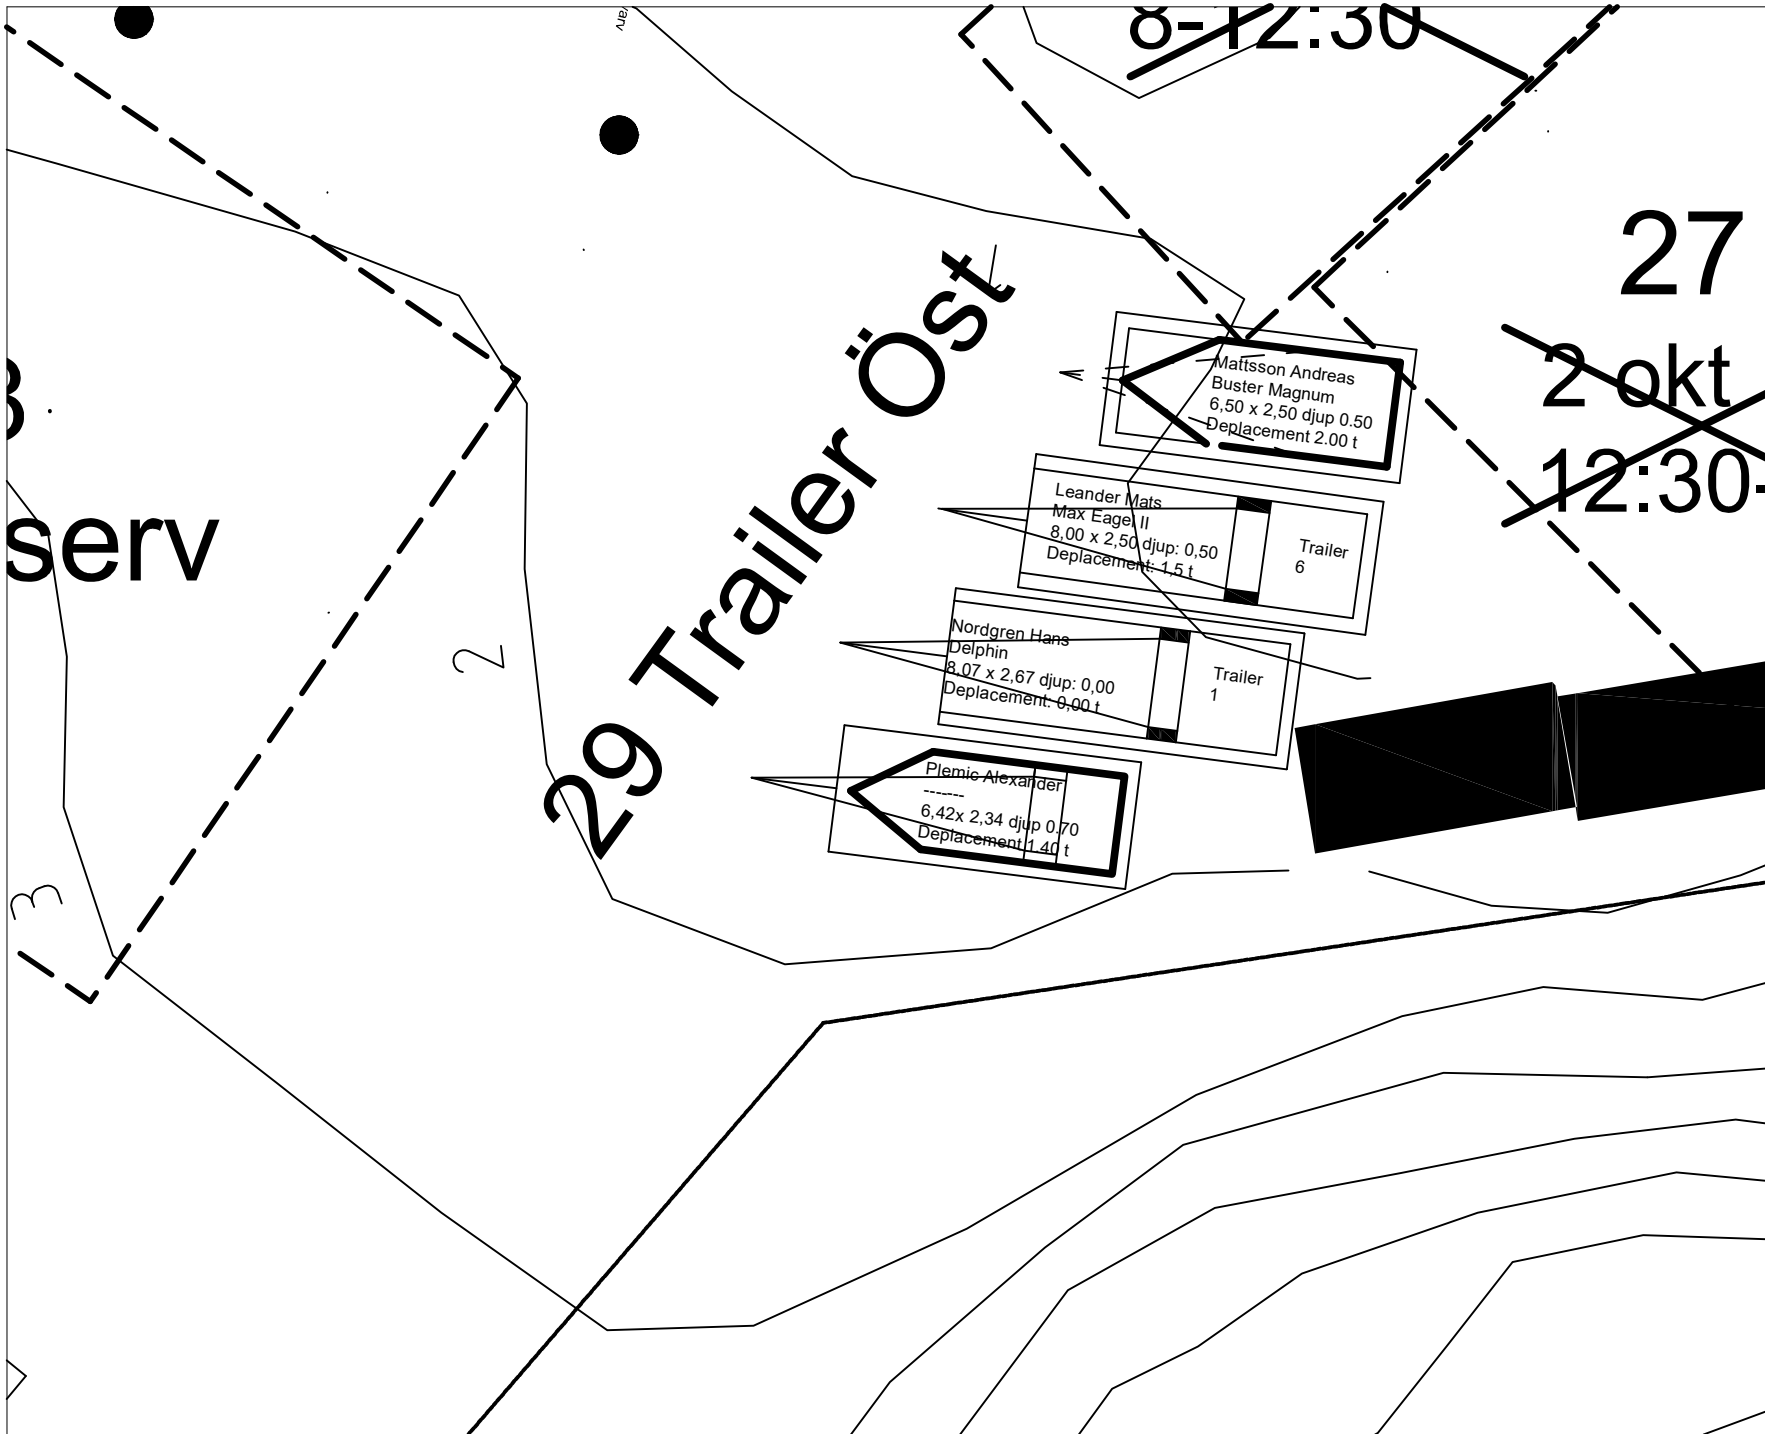 8-12:30
varv
27
2 okt
12:30-
serv
29 Trailer Öst
Mattsson Andreas
Buster Magnum
6,50 x 2,50 djup 0.50
Deplacement 2.00 t
Leander Mats
Max Eagel II
8,00 x 2,50 djup: 0,50
Deplacement: 1,5 t
Trailer
6
Nordgren Hans
Delphin
8,07 x 2,67 djup: 0,00
Deplacement: 0,00 t
Trailer
1
Plemic Alexander
-------
6,42x 2,34 djup 0.70
Deplacement 1.40 t
2
3